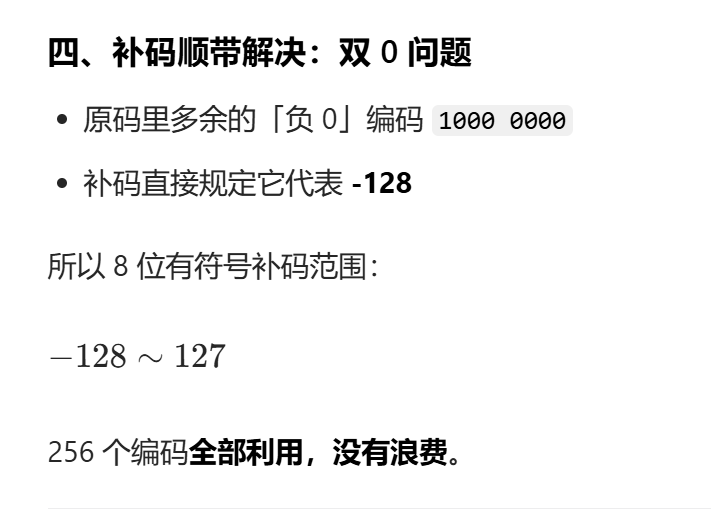 四、补码顺带解决：双 0 问题
• 原码里多余的「负 0」编码 1000 0000
• 补码直接规定它代表 -128
所以 8 位有符号补码范围：
−128 ∼ 127
256 个编码全部利用，没有浪费。